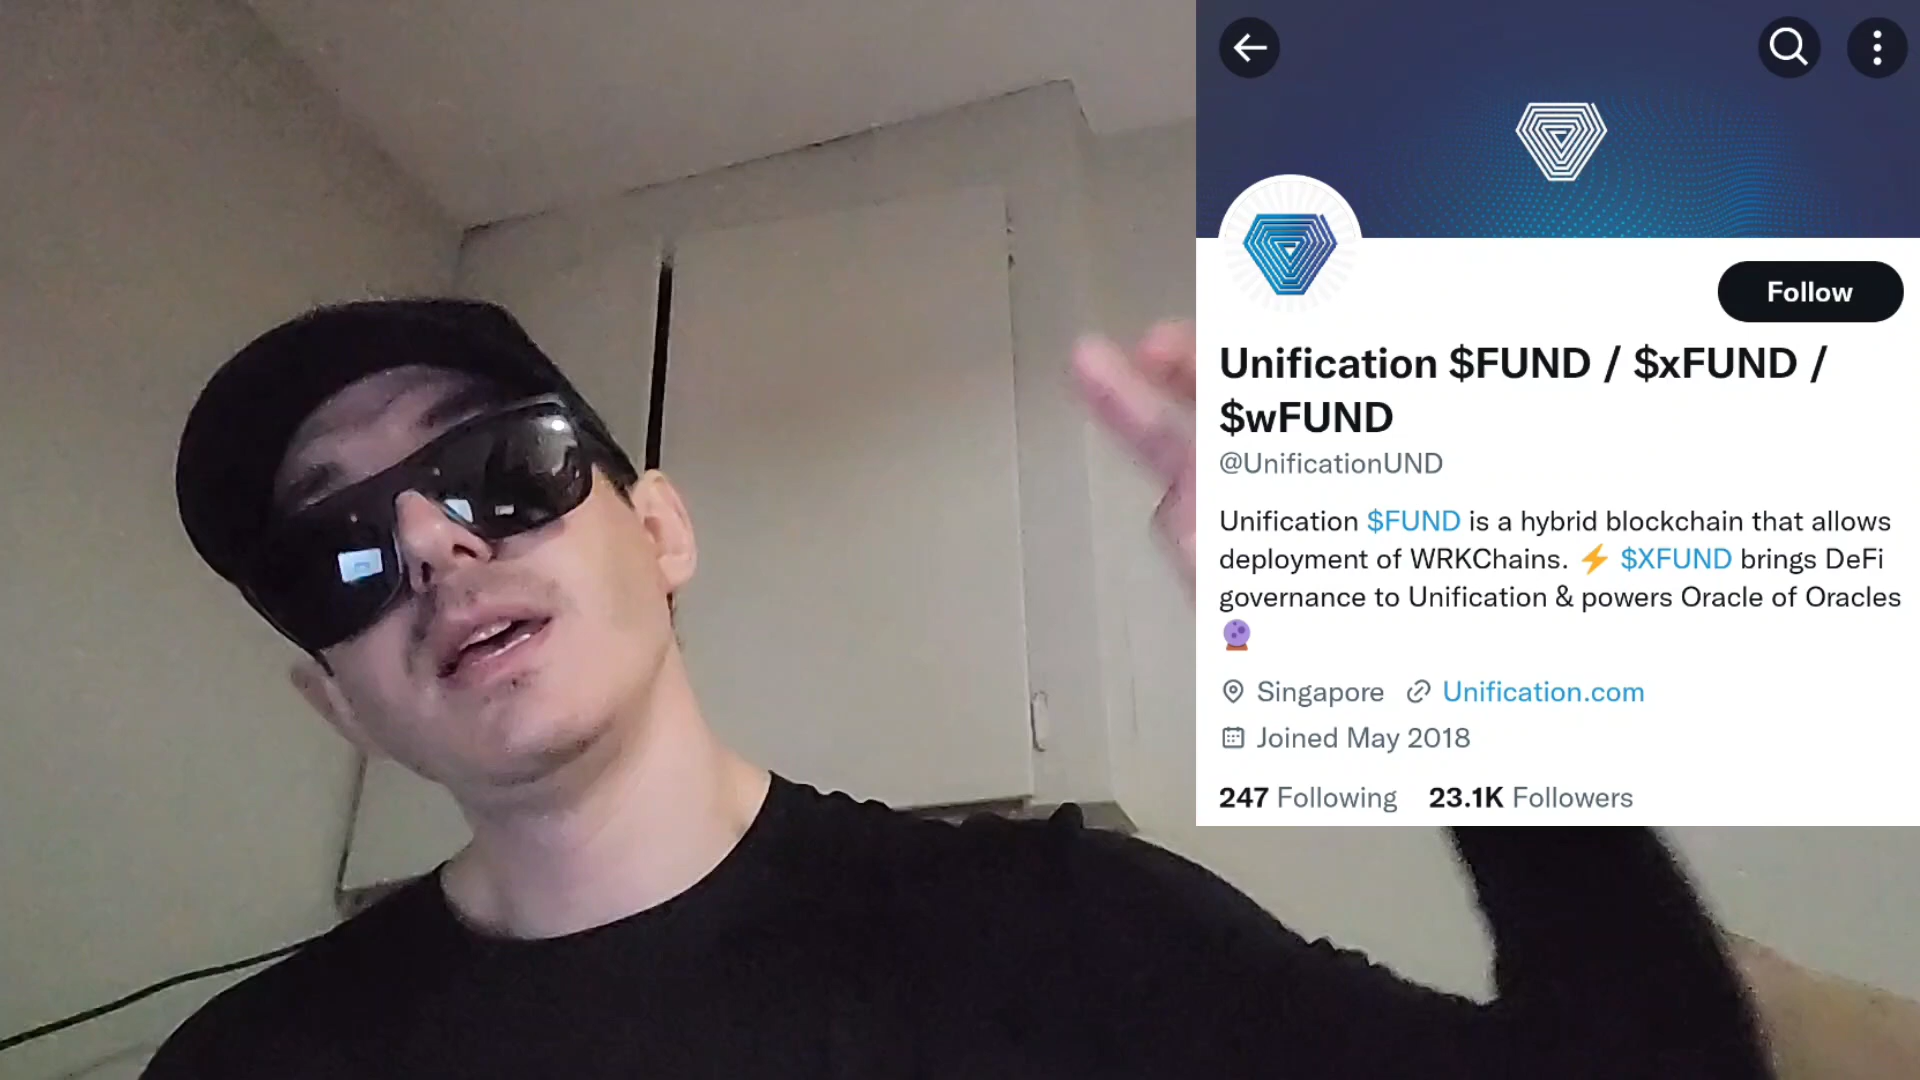 Follow
Unification $FUND / $xFUND /
$wFUND
@UnificationUND
Unification $FUND is a hybrid blockchain that allows
deployment of WRKChains. ⚡ $XFUND brings DeFi
governance to Unification & powers Oracle of Oracles
🔮
Singapore Unification.com
Joined May 2018
247 Following 23.1K Followers